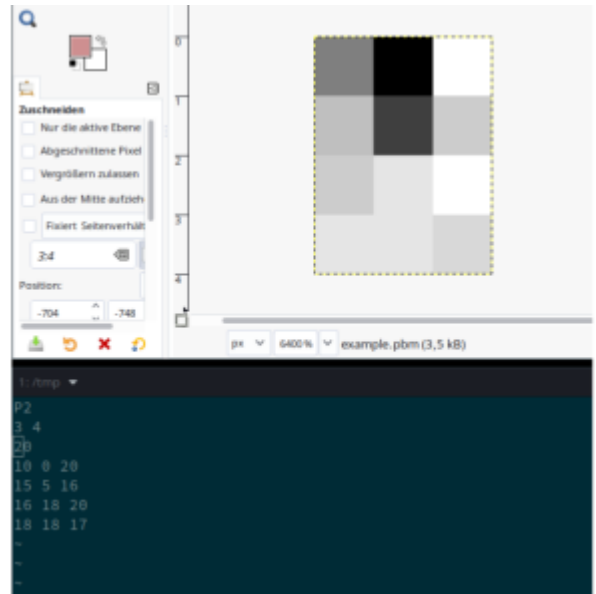 0
1
2
3
4
Zuschneiden
Nur die aktive Ebene
Abgeschnittene Pixel
Vergrößern zulassen
Aus der Mitte aufzieh
Fixiert Seitenverhält
3:4
Position:
-704 -748
px 6400 % example.pbm (3,5 kB)
1: /tmp
P2
3 4
20
10 0 20
15 5 16
16 18 20
18 18 17
~
~
~